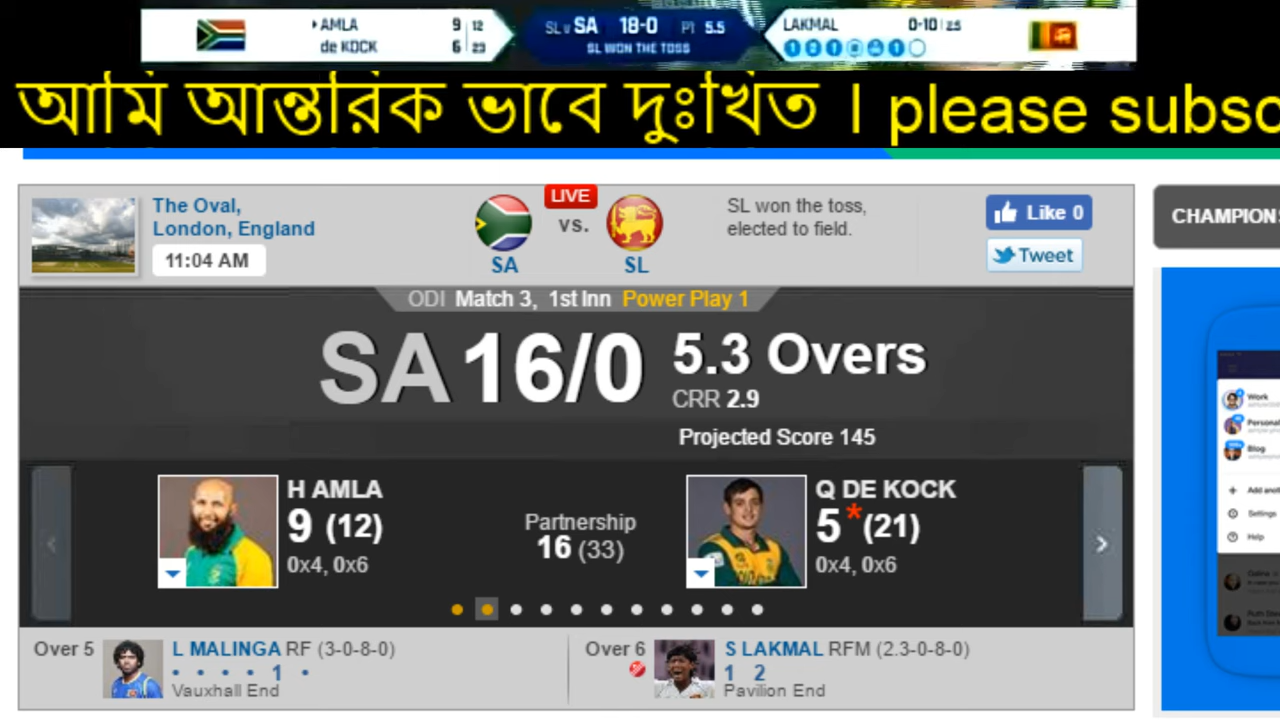 AMLA 9 12
de KOCK 6 23
SL v SA 18-0 P1 5.5
SL WON THE TOSS
LAKMAL 0-10 2.5
আমি আন্তরিক ভাবে দুঃখিত । please subsc
The Oval,
London, England
11:04 AM
LIVE
vs.
SA
SL
SL won the toss,
elected to field.
Like 0
Tweet
CHAMPION
ODI Match 3, 1st Inn Power Play 1
SA 16/0
5.3 Overs
CRR 2.9
Projected Score 145
H AMLA
9 (12)
0x4, 0x6
Partnership
16 (33)
Q DE KOCK
5* (21)
0x4, 0x6
Over 5
L MALINGA RF (3-0-8-0)
• • • • 1 •
Vauxhall End
Over 6
S LAKMAL RFM (2.3-0-8-0)
1 2
Pavilion End
Work
Personal
Blog
Settings
Help